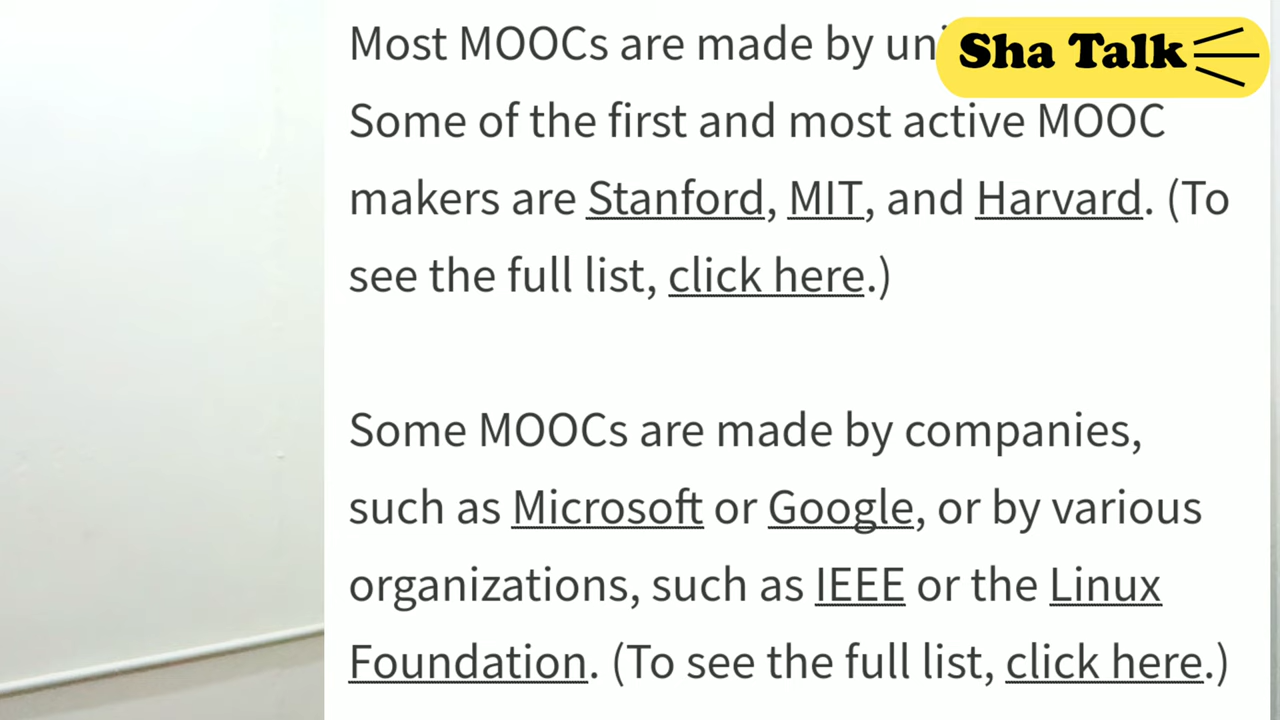 Most MOOCs are made by
Sha Talk
Some of the first and most active MOOC
makers are Stanford, MIT, and Harvard. (To
see the full list, click here.)
Some MOOCs are made by companies,
such as Microsoft or Google, or by various
organizations, such as IEEE or the Linux
Foundation. (To see the full list, click here.)